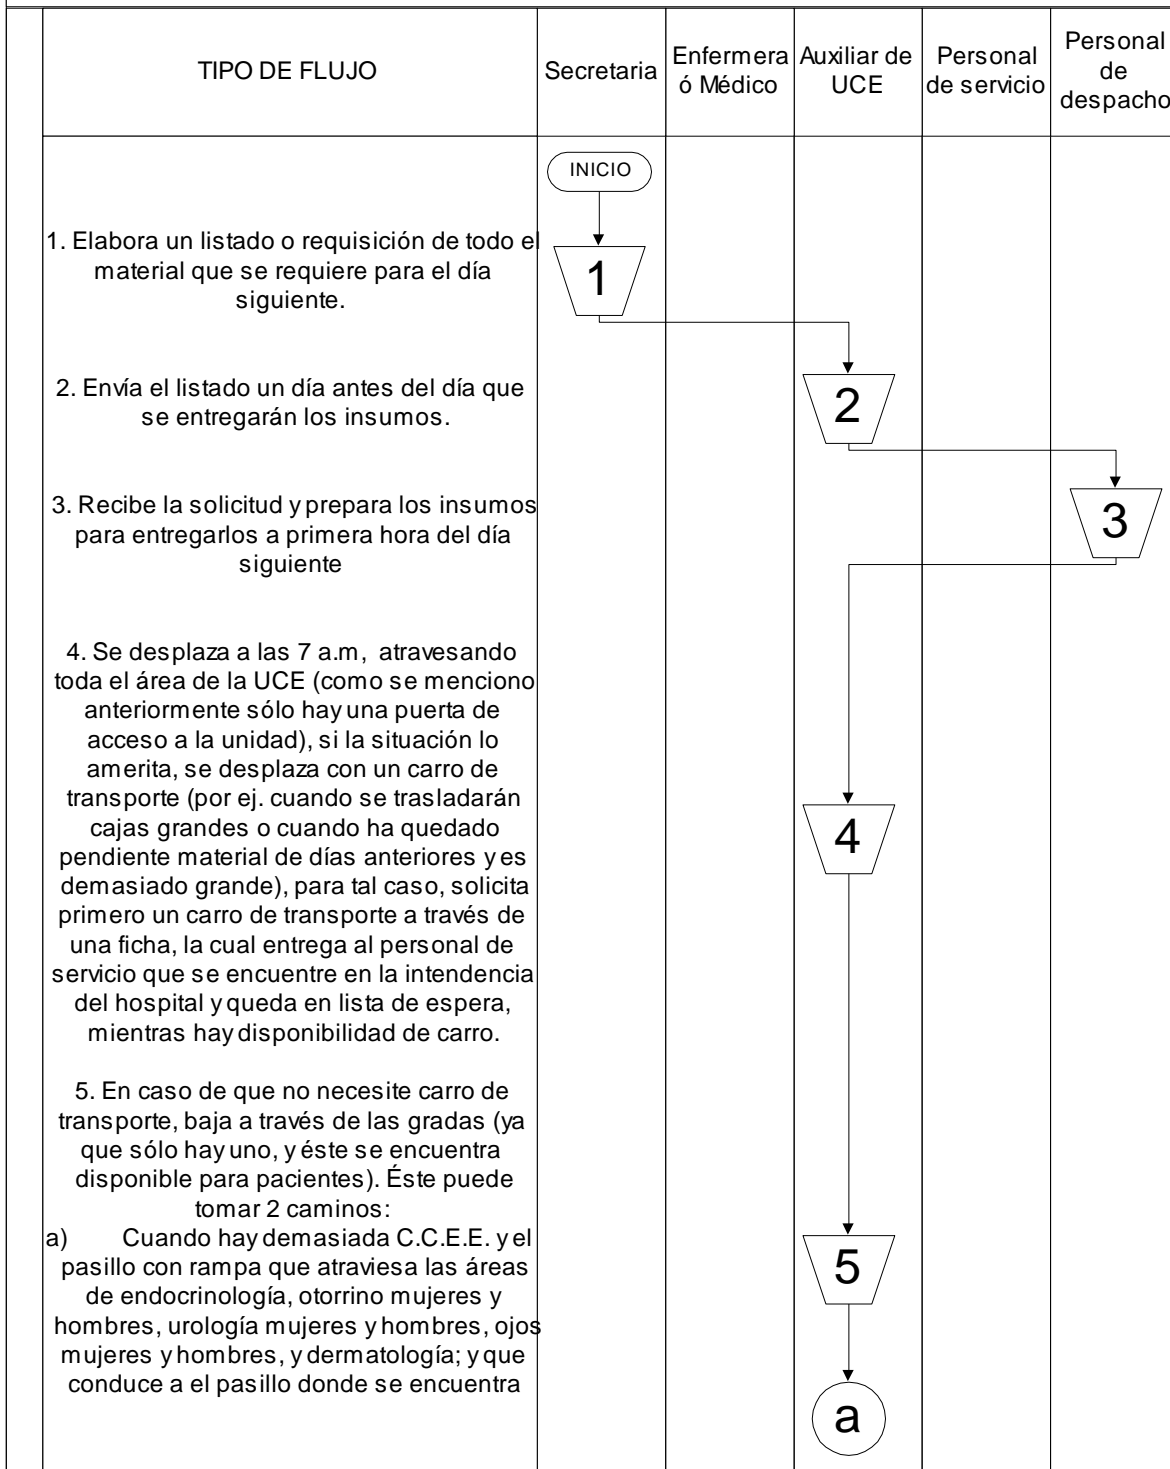 TIPO DE FLUJO
Secretaria
Enfermera
ó Médico
Auxiliar de
UCE
Personal
de servicio
Personal
de
despacho
INICIO
1. Elabora un listado o requisición de todo el
material que se requiere para el día
siguiente.
1
2. Envía el listado un día antes del día que
se entregarán los insumos.
2
3. Recibe la solicitud y prepara los insumos
para entregarlos a primera hora del día
siguiente
3
4. Se desplaza a las 7 a.m, atravesando
toda el área de la UCE (como se menciono
anteriormente sólo hay una puerta de
acceso a la unidad), si la situación lo
amerita, se desplaza con un carro de
transporte (por ej. cuando se trasladarán
cajas grandes o cuando ha quedado
pendiente material de días anteriores y es
demasiado grande), para tal caso, solicita
primero un carro de transporte a través de
una ficha, la cual entrega al personal de
servicio que se encuentre en la intendencia
del hospital y queda en lista de espera,
mientras hay disponibilidad de carro.
4
5. En caso de que no necesite carro de
transporte, baja a través de las gradas (ya
que sólo hay uno, y éste se encuentra
disponible para pacientes). Éste puede
tomar 2 caminos:
a) Cuando hay demasiada C.C.E.E. y el
pasillo con rampa que atraviesa las áreas
de endocrinología, otorrino mujeres y
hombres, urología mujeres y hombres, ojos
mujeres y hombres, y dermatología; y que
conduce a el pasillo donde se encuentra
5
a